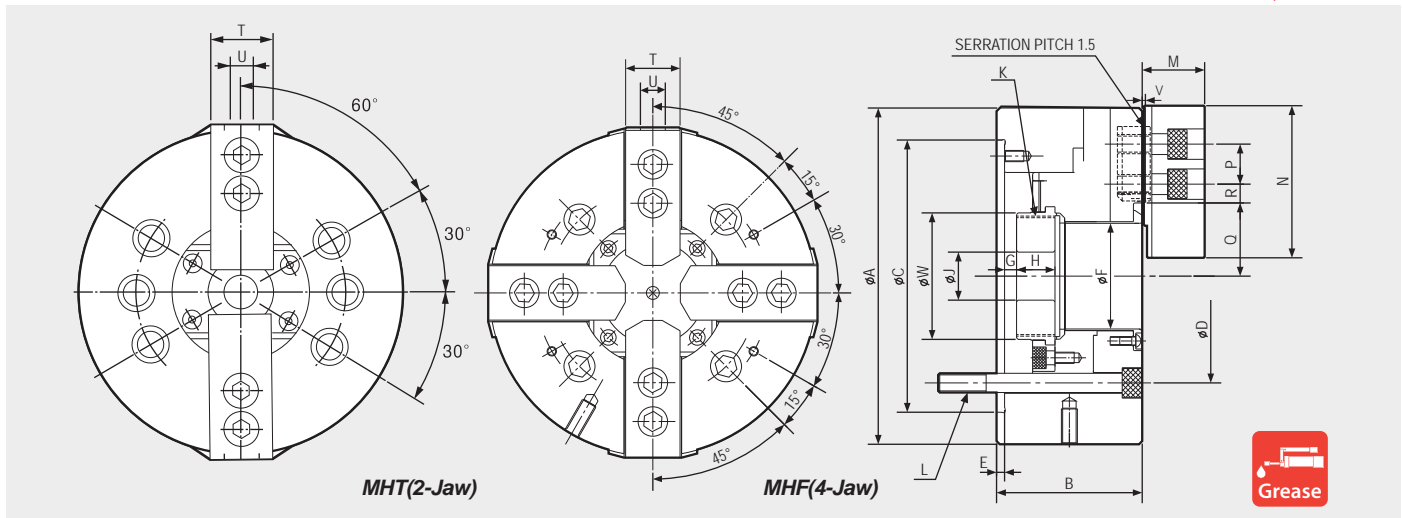 T
U
60°
30°
30°
MHT(2-Jaw)
T
U
45°
15°
30°
30°
15°
45°
MHF(4-Jaw)
SERRATION PITCH 1.5
K
M
V
P
R
N
Q
G
H
øA
øC
øW
øJ
øF
øD
E
L
B
Grease